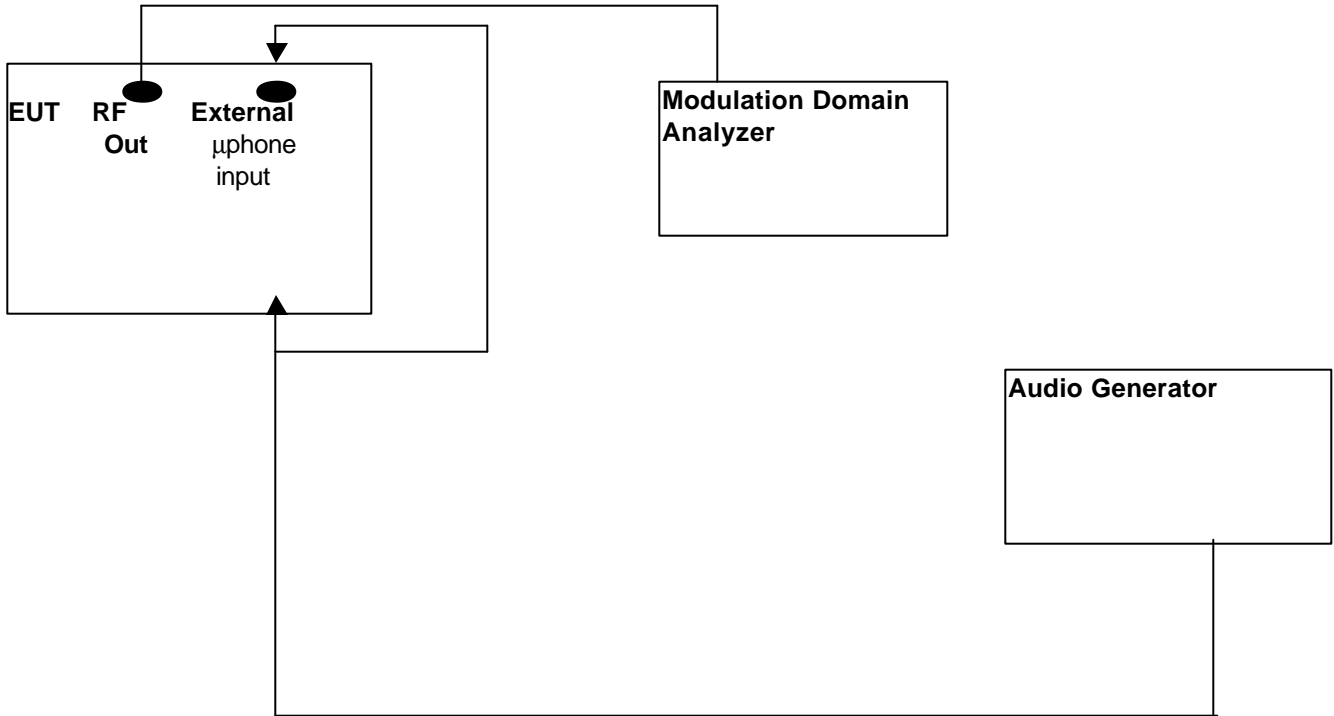 EUT RF External
Out μphone
input
Modulation Domain
Analyzer
Audio Generator